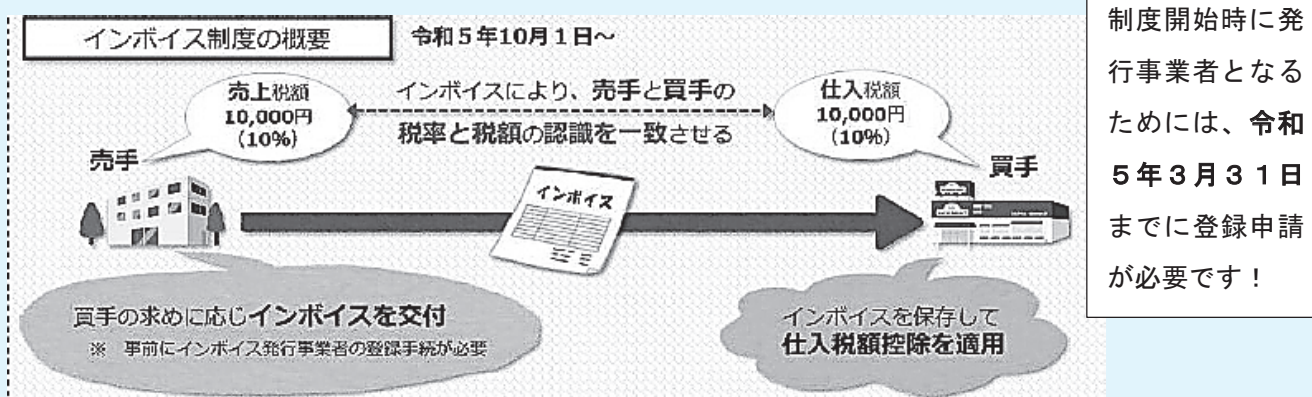 インボイス制度の概要
令和5年10月1日~
売上税額
10,000円
(10%)
インボイスにより、売手と買手の
税率と税額の認識を一致させる
仕入税額
10,000円
(10%)
売手
買手
インボイス
買手の求めに応じインボイスを交付
※ 事前にインボイス発行事業者の登録手続が必要
インボイスを保存して
仕入税額控除を適用
制度開始時に発
行事業者となる
ためには、令和
5年3月31日
までに登録申請
が必要です!